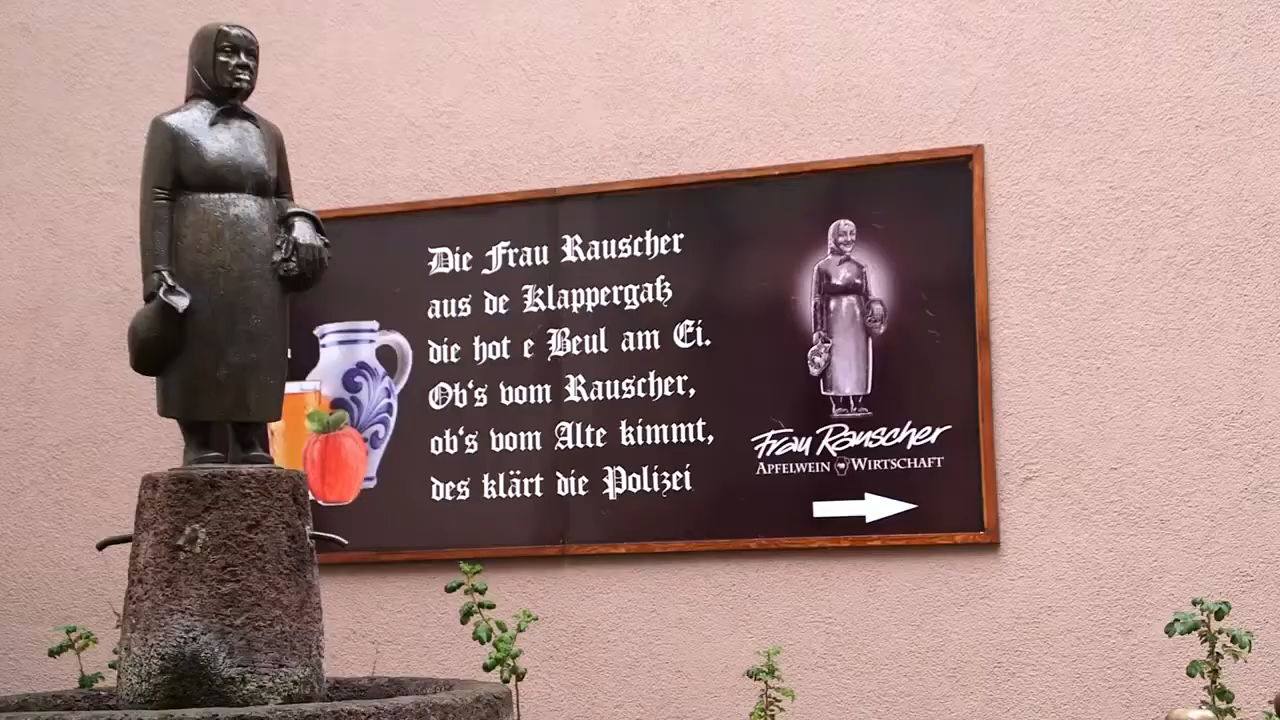 Die Frau Rauscher
aus de Klappergaß
die hot e Beul am Ei.
Ob's vom Rauscher,
ob's vom Alte kimmt,
des klärt die Polizei
Frau Rauscher
APFELWEIN WIRTSCHAFT